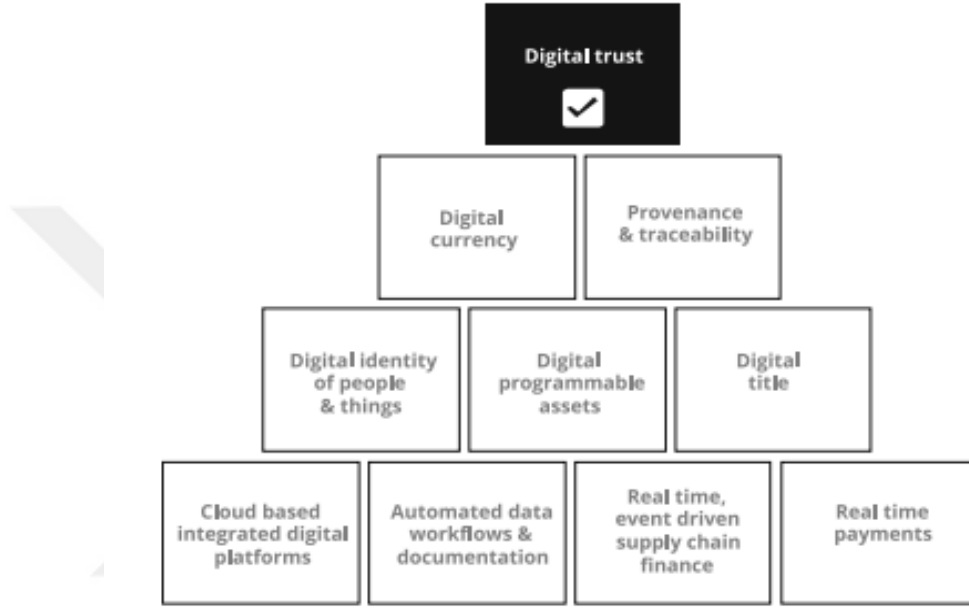 Digital trust
Digital
currency
Provenance
& traceability
Digital identity
of people
& things
Digital
programmable
assets
Digital
title
Cloud based
integrated digital
platforms
Automated data
workflows &
documentation
Real time,
event driven
supply chain
finance
Real time
payments